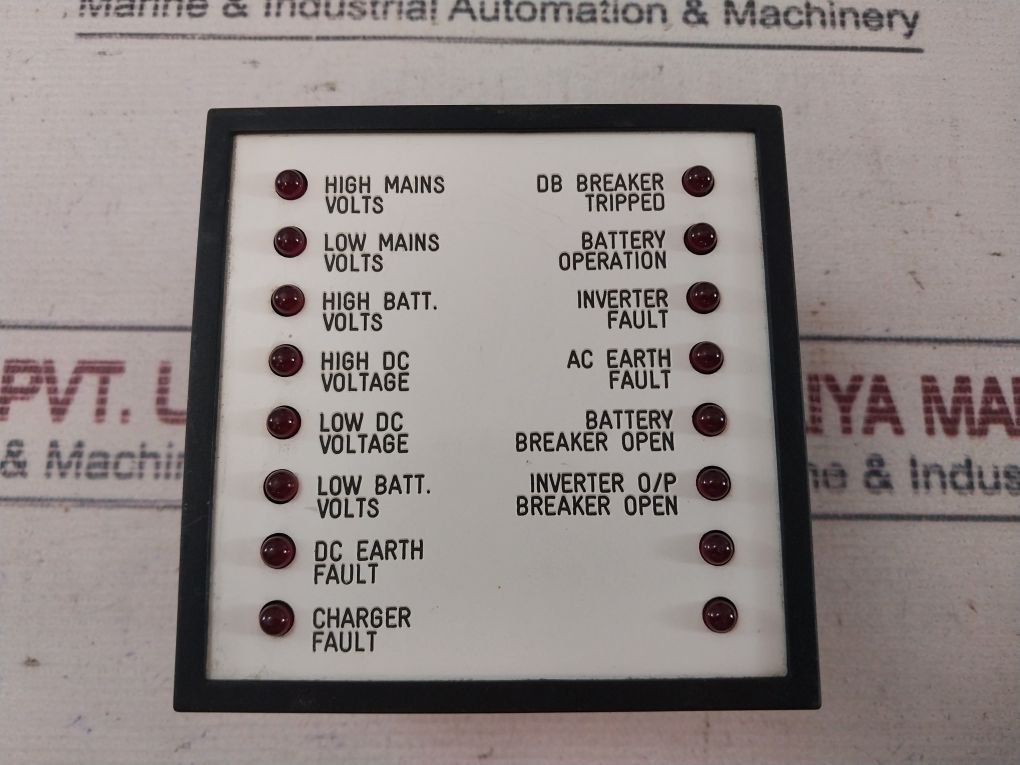 Marine & Industrial Automation & Machinery
HIGH MAINS
VOLTS
LOW MAINS
VOLTS
HIGH BATT.
VOLTS
HIGH DC
VOLTAGE
LOW DC
VOLTAGE
LOW BATT.
VOLTS
DC EARTH
FAULT
CHARGER
FAULT
DB BREAKER
TRIPPED
BATTERY
OPERATION
INVERTER
FAULT
AC EARTH
FAULT
BATTERY
BREAKER OPEN
INVERTER O/P
BREAKER OPEN
PVT.
&
& Indus